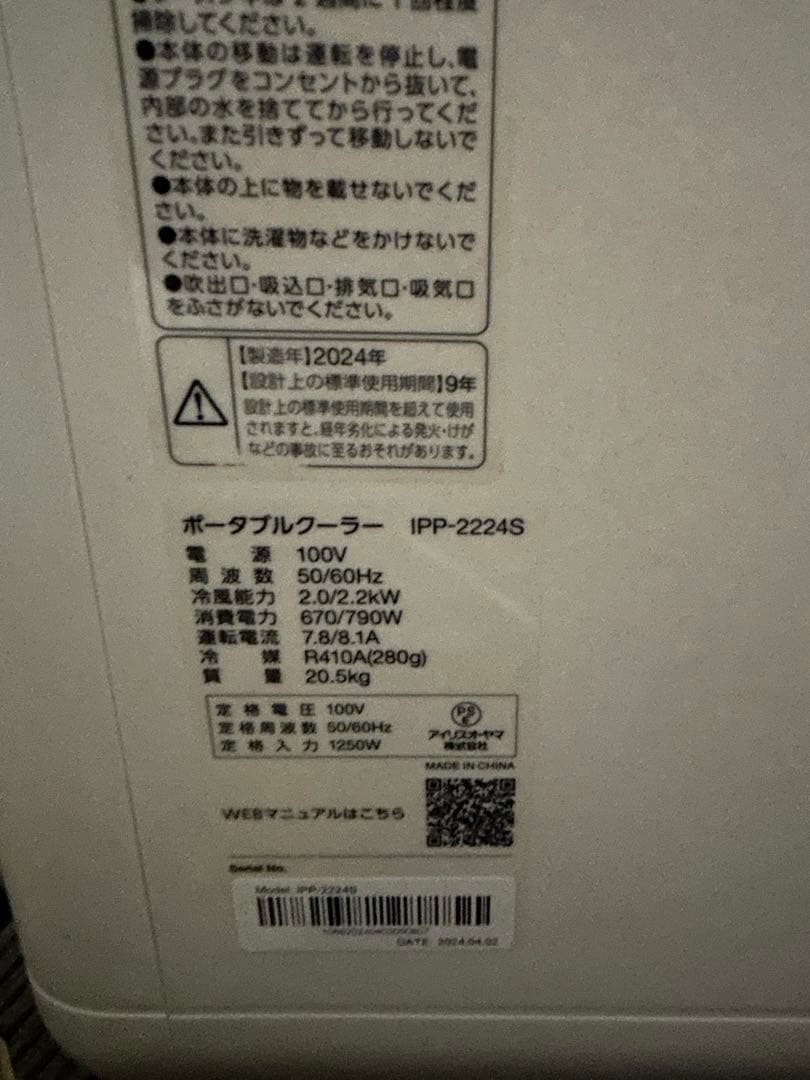 掃除してください。
●本体の移動は運転を停止し、電
源プラグをコンセントから抜いて、
内部の水を捨ててから行ってくだ
さい。また引きずって移動しないで
ください。
●本体の上に物を載せないでくだ
さい。
●本体に洗濯物などをかけないで
ください。
●吹出口・吸込口・排気口・吸気口
をふさがないでください。
【製造年】2024年
【設計上の標準使用期間】9年
設計上の標準使用期間を超えて使用
されますと、経年劣化による発火・けが
などの事故に至るおそれがあります。
ポータブルクーラー IPP-2224S
電源 100V
周波数 50/60Hz
冷風能力 2.0/2.2kW
消費電力 670/790W
運転電流 7.8/8.1A
冷媒 R410A(280g)
質量 20.5kg
定格電圧 100V
定格周波数 50/60Hz
定格入力 1250W
PS
E
アイリスオーヤマ
株式会社
MADE IN CHINA
WEBマニュアルはこちら
Serial No.
Model: IPP-2224S
DATE: 2024.04.02